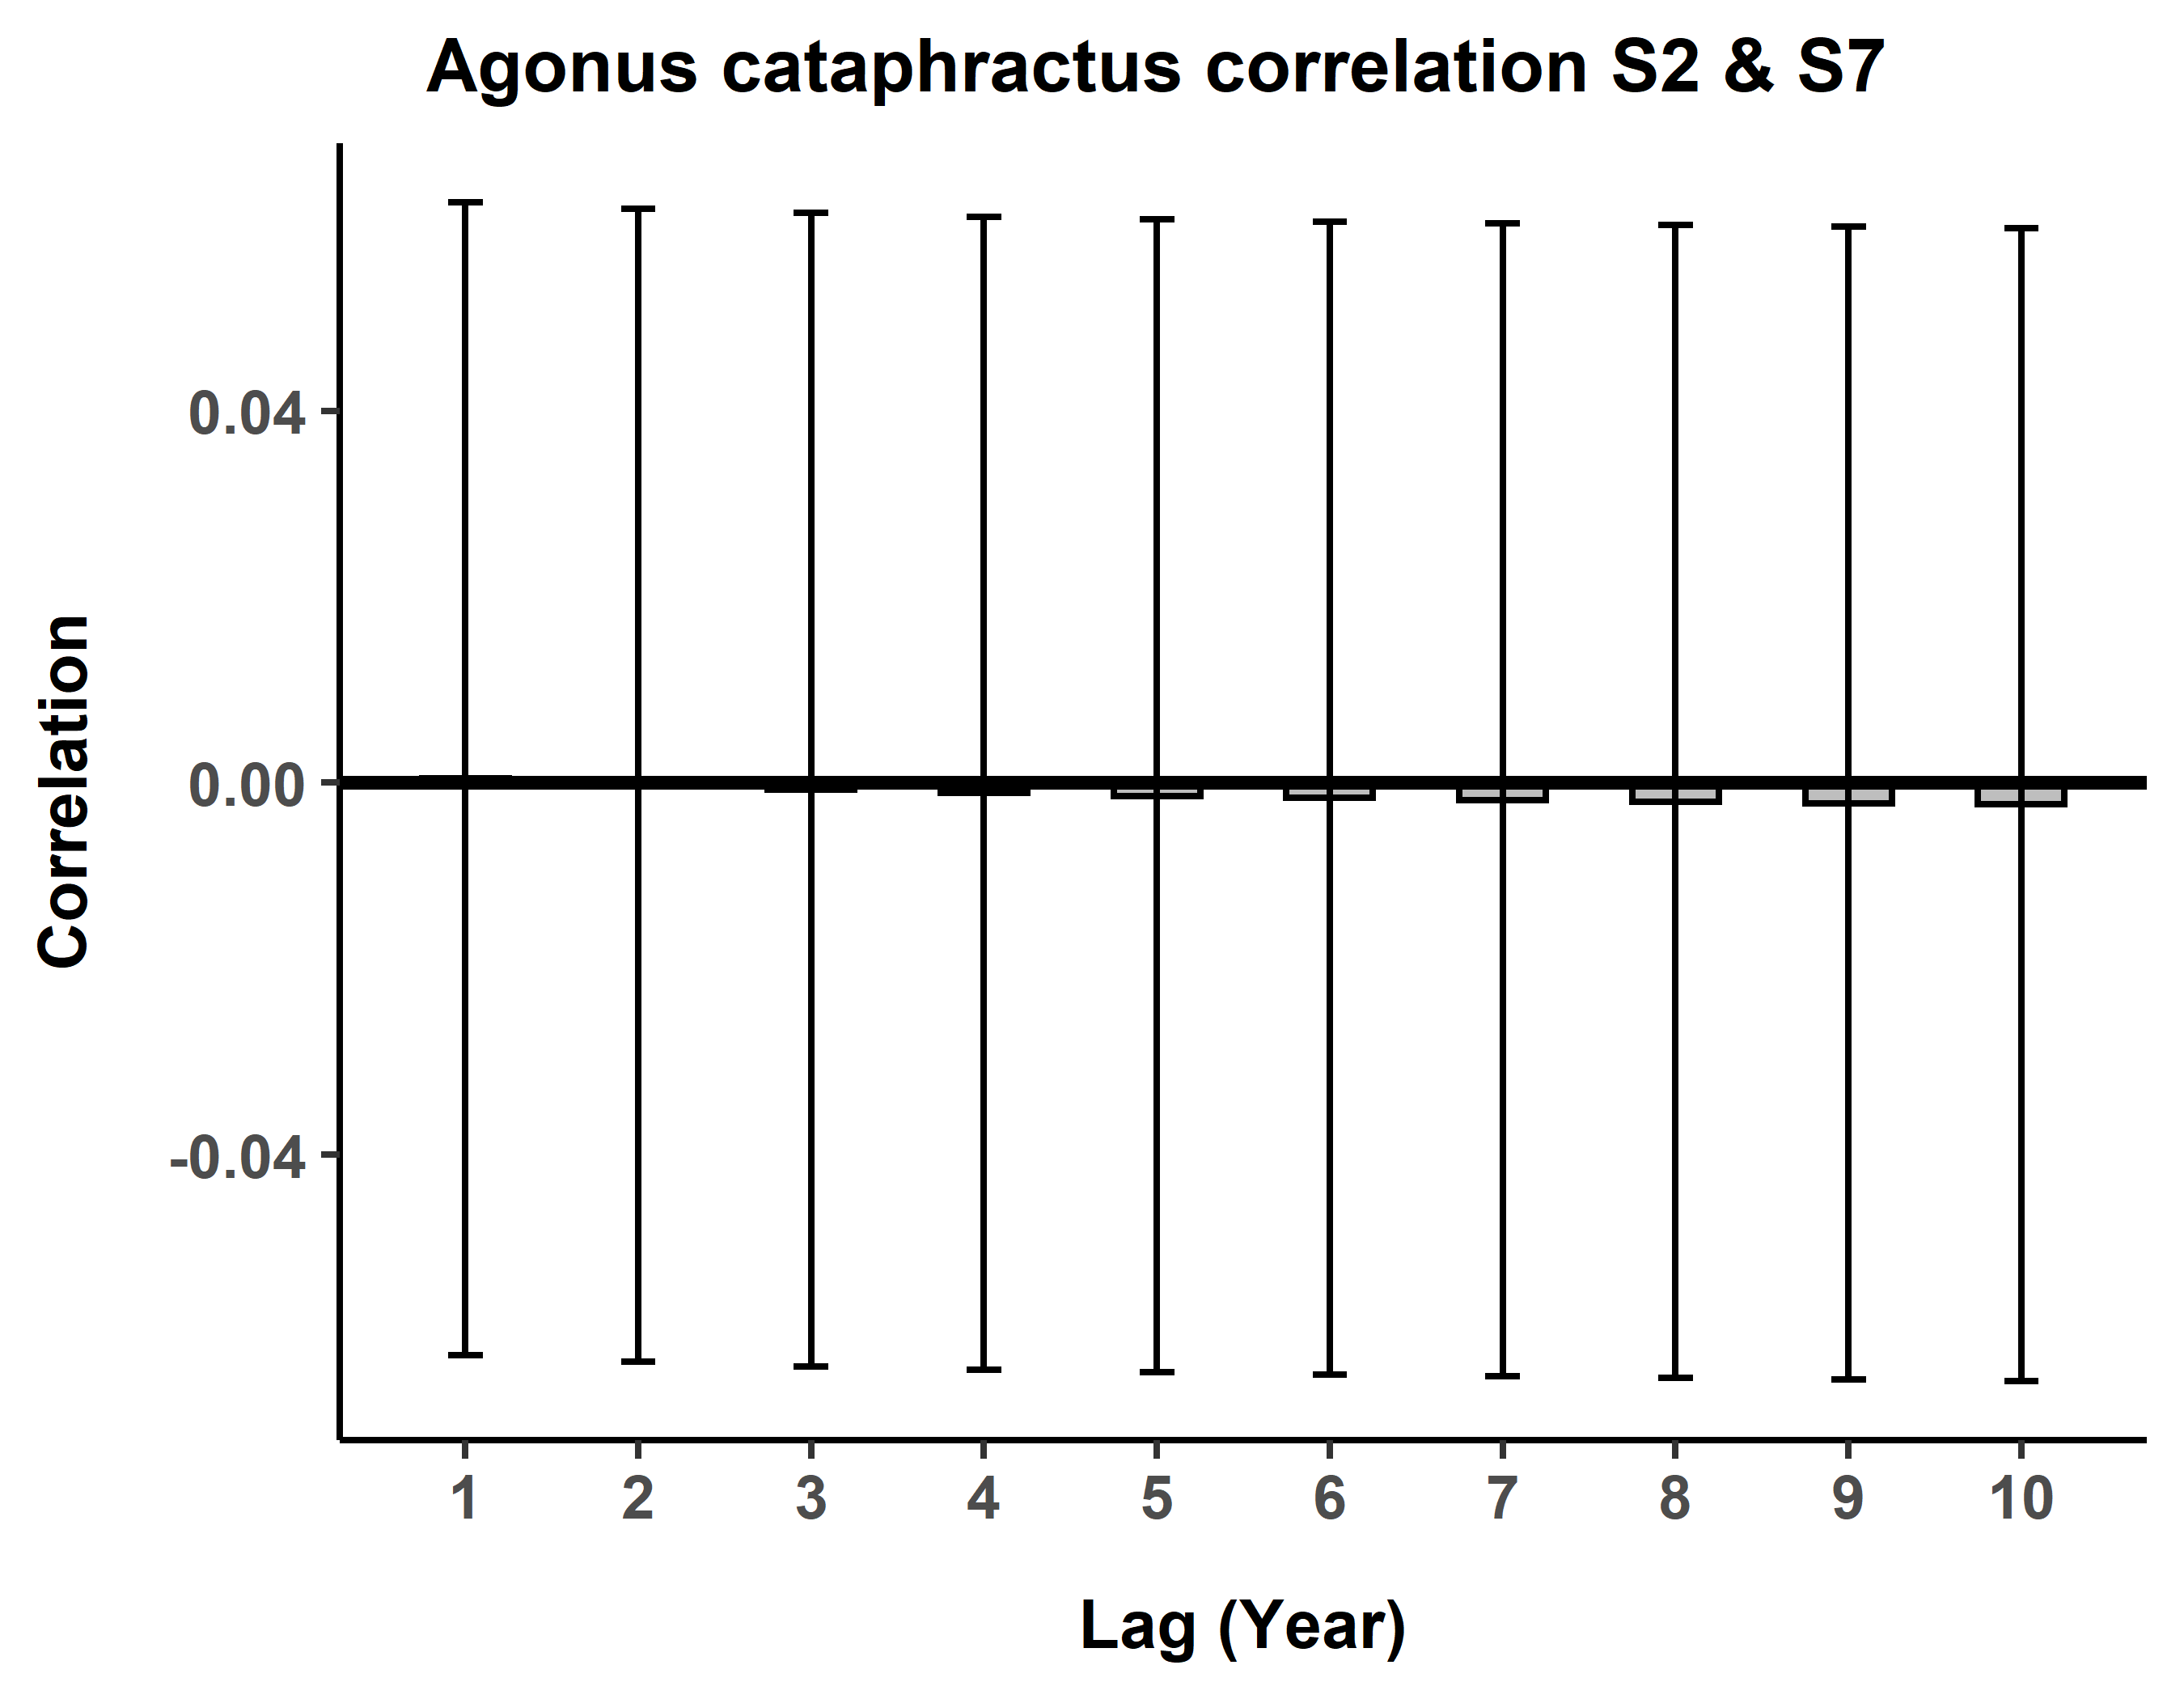 Agonus cataphractus correlation S2 & S7
Correlation
0.04
0.00
-0.04
1 2 3 4 5 6 7 8 9 10
Lag (Year)